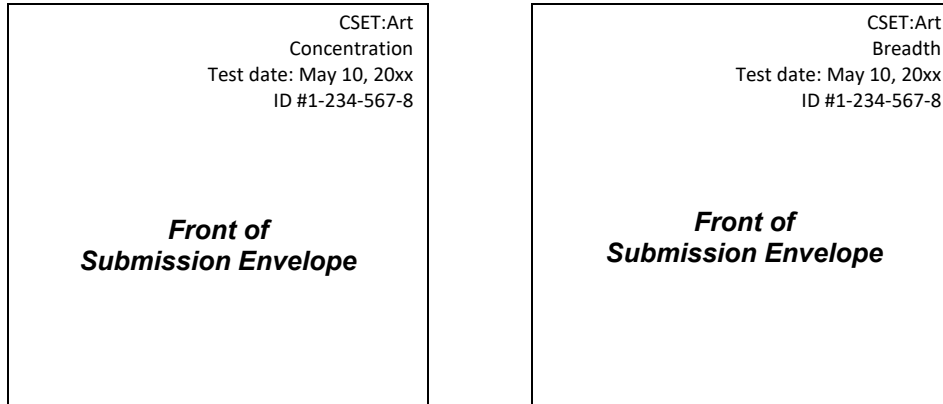 CSET:Art
Concentration
Test date: May 10, 20xx
ID #1-234-567-8
Front of
Submission Envelope
CSET:Art
Breadth
Test date: May 10, 20xx
ID #1-234-567-8
Front of
Submission Envelope